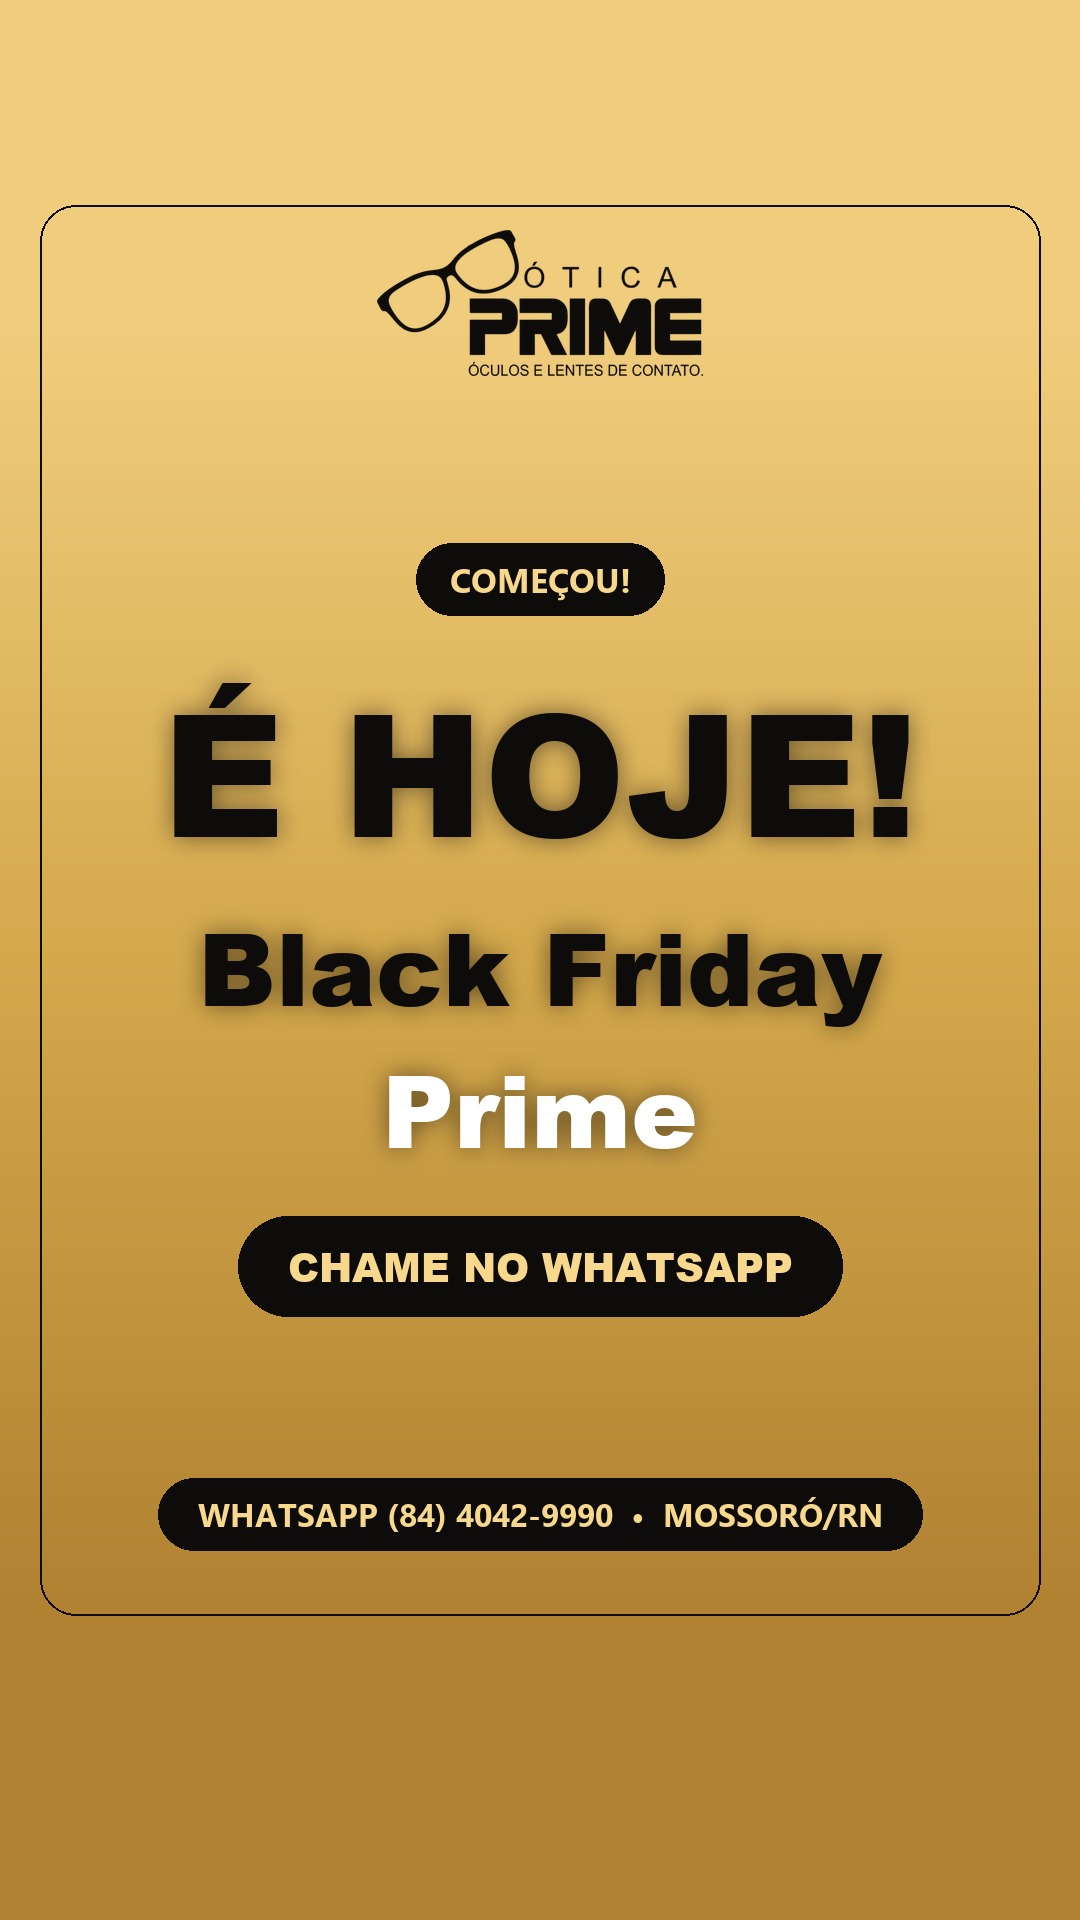 ÓTICA
PRIME
ÓCULOS E LENTES DE CONTATO.
COMEÇOU!
É HOJE!
Black Friday
Prime
CHAME NO WHATSAPP
WHATSAPP (84) 4042-9990 • MOSSORÓ/RN